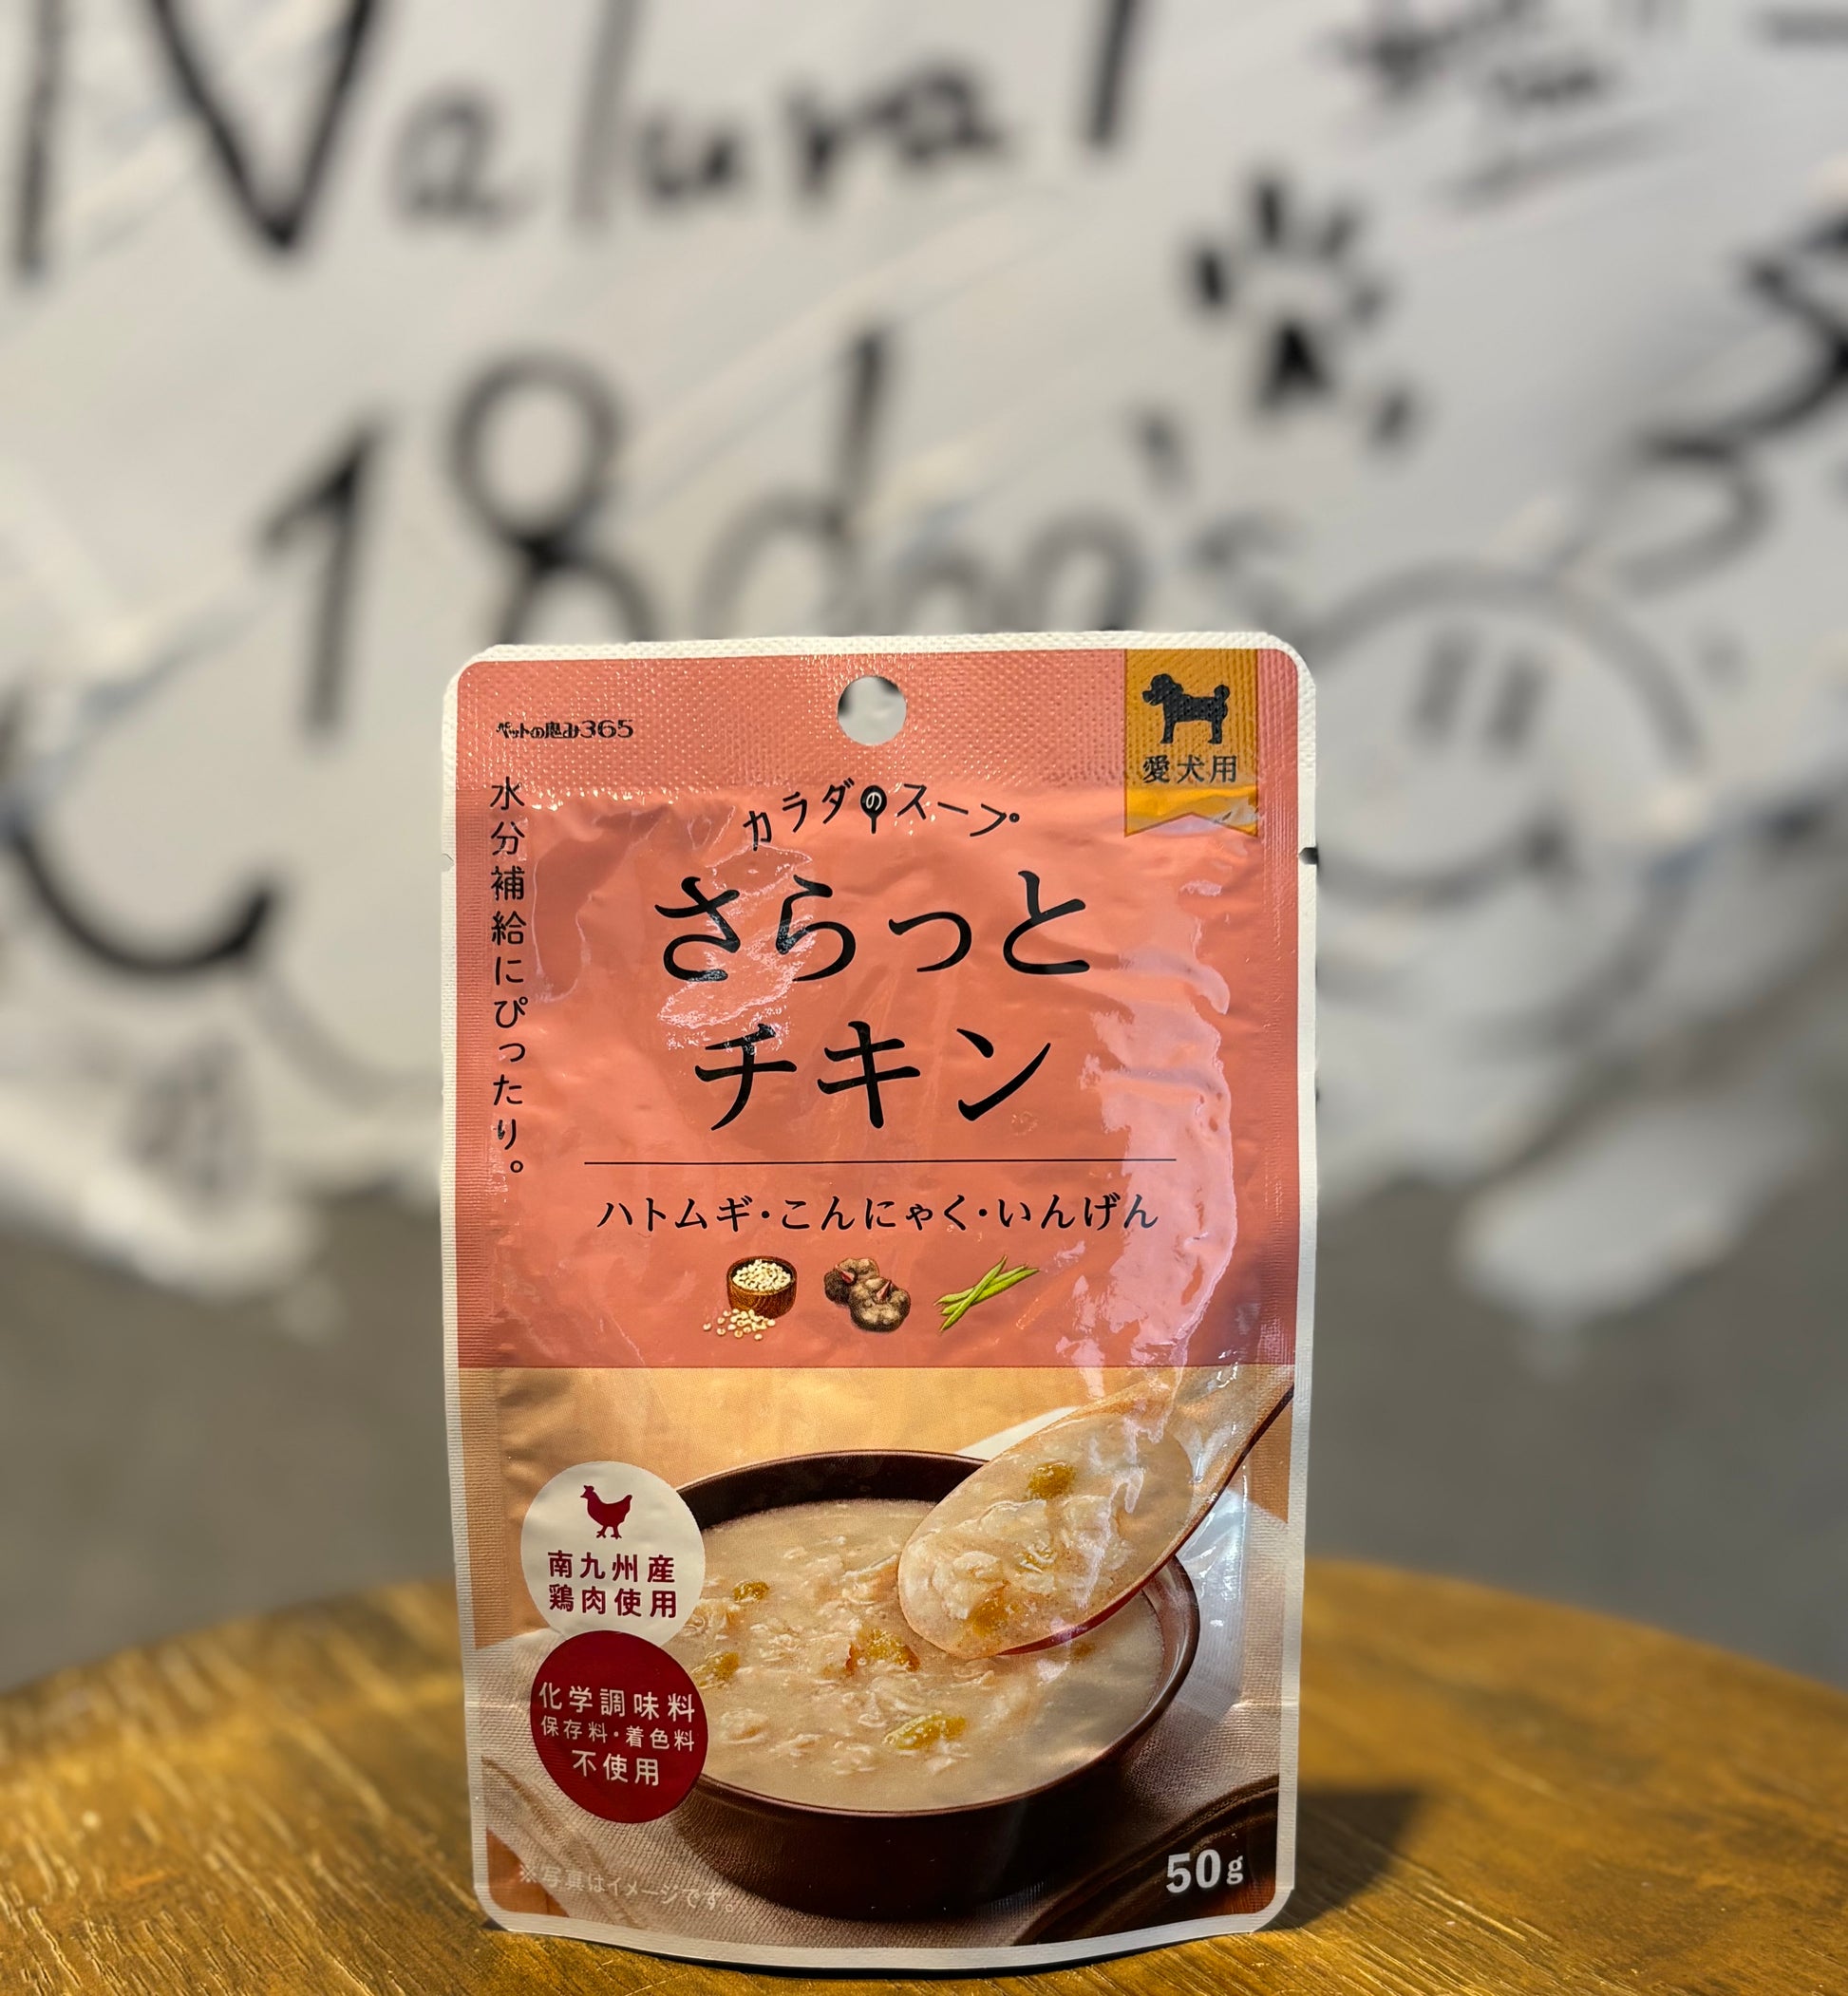 Natural
18dog's
ペットの恵み365
愛犬用
水分補給にぴったり。
カラダのスープ
さらっと
チキン
ハトムギ・こんにゃく・いんげん
南九州産
鶏肉使用
化学調味料
保存料・着色料
不使用
※写真はイメージです。
50g